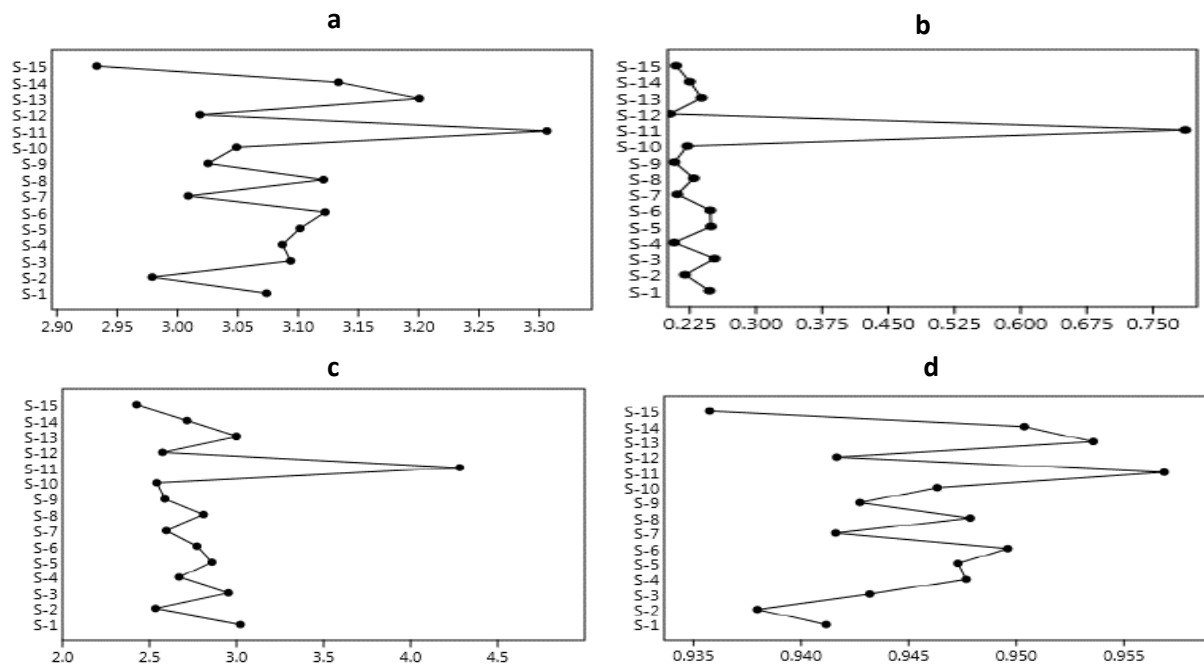 a
S-15
S-14
S-13
S-12
S-11
S-10
S-9
S-8
S-7
S-6
S-5
S-4
S-3
S-2
S-1
2.90 2.95 3.00 3.05 3.10 3.15 3.20 3.25 3.30
b
S-15
S-14
S-13
S-12
S-11
S-10
S-9
S-8
S-7
S-6
S-5
S-4
S-3
S-2
S-1
0.225 0.300 0.375 0.450 0.525 0.600 0.675 0.750
c
S-15
S-14
S-13
S-12
S-11
S-10
S-9
S-8
S-7
S-6
S-5
S-4
S-3
S-2
S-1
2.0 2.5 3.0 3.5 4.0 4.5
d
S-15
S-14
S-13
S-12
S-11
S-10
S-9
S-8
S-7
S-6
S-5
S-4
S-3
S-2
S-1
0.935 0.940 0.945 0.950 0.955